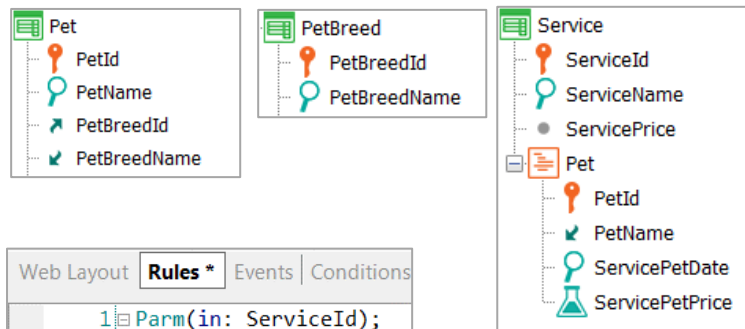 Pet
PetId
PetName
PetBreedId
PetBreedName
PetBreed
PetBreedId
PetBreedName
Service
ServiceId
ServiceName
ServicePrice
Pet
PetId
PetName
ServicePetDate
ServicePetPrice
Web Layout Rules * Events Conditions
1 Parm(in: ServiceId);